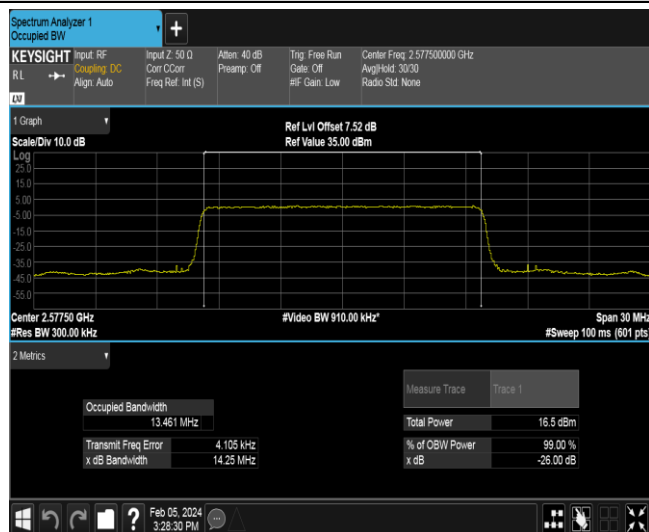 Spectrum Analyzer 1
Occupied BW
KEYSIGHT Input: RF Input Z: 50 Ω Atten: 40 dB Trig: Free Run Center Freq: 2.577500000 GHz
RL Coupling: DC Corr CCorr Preamp: Off Gate: Off Avg|Hold: 30/30
Align: Auto Freq Ref: Int (S) #IF Gain: Low Radio Std: None
LXI
1 Graph
Ref Lvl Offset 7.52 dB
Scale/Div 10.0 dB Ref Value 35.00 dBm
Log
25.0
15.0
5.00
-5.00
-15.0
-25.0
-35.0
-45.0
-55.0
Center 2.57750 GHz #Video BW 910.00 kHz* Span 30 MHz
#Res BW 300.00 kHz #Sweep 100 ms (601 pts)
2 Metrics
Measure Trace Trace 1
Occupied Bandwidth
13.461 MHz Total Power 16.5 dBm
Transmit Freq Error 4.105 kHz % of OBW Power 99.00 %
x dB Bandwidth 14.25 MHz x dB -26.00 dB
? Feb 05, 2024
3:28:30 PM